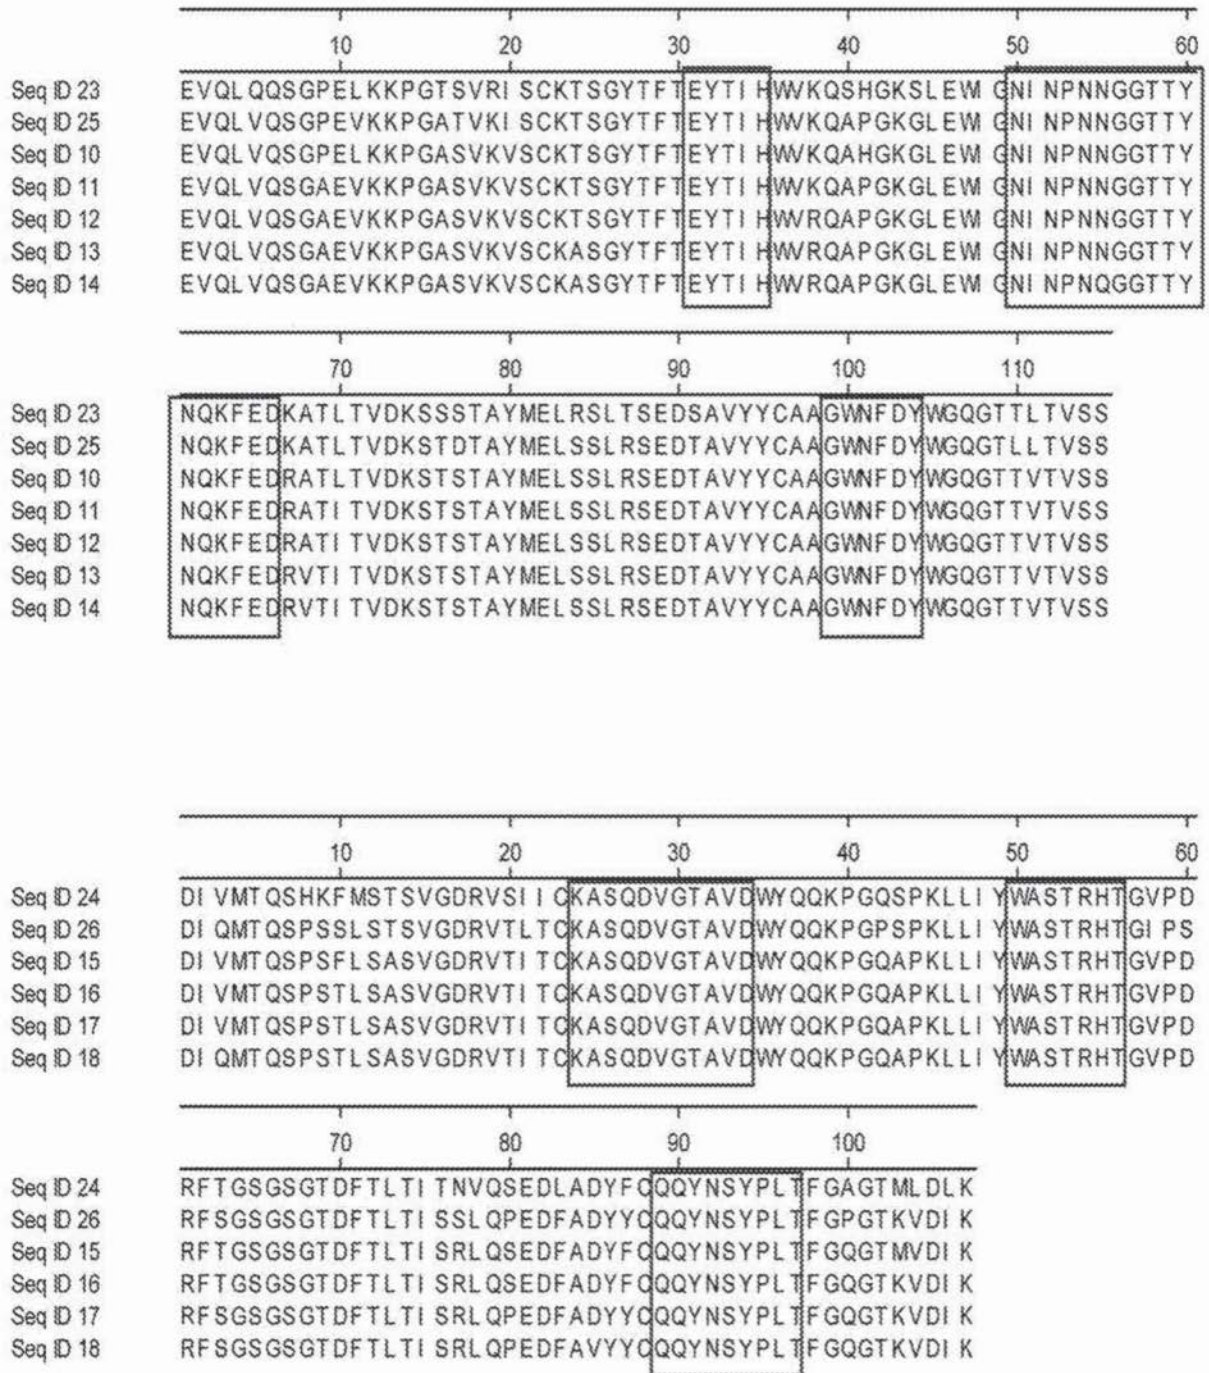 10 20 30 40 50 60
Seq ID 23 EVQLQQSGPELKKPGTSVRISCKTSGYTFTEYTIHWVKQSHGKSLEWIGNINPNNGGTTY
Seq ID 25 EVQLVQSGPEVKKPGATVKISCKTSGYTFTEYTIHWVKQAPGKGLEWIGNINPNNGGTTY
Seq ID 10 EVQLVQSGPELKKPGASVKVSCKTSGYTFTEYTIHWVKQAHGKGLEWIGNINPNNGGTTY
Seq ID 11 EVQLVQSGAEVKKPGASVKVSCKTSGYTFTEYTIHWVKQAPGKGLEWIGNINPNNGGTTY
Seq ID 12 EVQLVQSGAEVKKPGASVKVSCKTSGYTFTEYTIHWVRQAPGKGLEWIGNINPNNGGTTY
Seq ID 13 EVQLVQSGAEVKKPGASVKVSCKASGYTFTEYTIHWVRQAPGKGLEWIGNINPNNGGTTY
Seq ID 14 EVQLVQSGAEVKKPGASVKVSCKASGYTFTEYTIHWVRQAPGKGLEWIGNINPNQGGTTY
70 80 90 100 110
Seq ID 23 NQKFEDKATLTVDKSSSTAYMELRSLTSEDSAVYYCAAGWNFDYWGQGTTLTVSS
Seq ID 25 NQKFEDKATLTVDKSTDTAYMELSSLRSEDTAVYYCAAGWNFDYWGQGTLLTVSS
Seq ID 10 NQKFEDRATLTVDKSTSTAYMELSSLRSEDTAVYYCAAGWNFDYWGQGTTVTVSS
Seq ID 11 NQKFEDRATITVDKSTSTAYMELSSLRSEDTAVYYCAAGWNFDYWGQGTTVTVSS
Seq ID 12 NQKFEDRATITVDKSTSTAYMELSSLRSEDTAVYYCAAGWNFDYWGQGTTVTVSS
Seq ID 13 NQKFEDRVTITVDKSTSTAYMELSSLRSEDTAVYYCAAGWNFDYWGQGTTVTVSS
Seq ID 14 NQKFEDRVTITVDKSTSTAYMELSSLRSEDTAVYYCAAGWNFDYWGQGTTVTVSS
10 20 30 40 50 60
Seq ID 24 DIVMTQSHKFMSTSVGDRVSIICKASQDVGTAVDWYQQKPGQSPKLLIYWASTRHTGVPD
Seq ID 26 DIQMTQSPSSLSTSVGDRVTLTCKASQDVGTAVDWYQQKPGPSPKLLIYWASTRHTGIPS
Seq ID 15 DIVMTQSPSFLSASVGDRVTITCKASQDVGTAVDWYQQKPGQAPKLLIYWASTRHTGVPD
Seq ID 16 DIVMTQSPSTLSASVGDRVTITCKASQDVGTAVDWYQQKPGQAPKLLIYWASTRHTGVPD
Seq ID 17 DIVMTQSPSTLSASVGDRVTITCKASQDVGTAVDWYQQKPGQAPKLLIYWASTRHTGVPD
Seq ID 18 DIQMTQSPSTLSASVGDRVTITCKASQDVGTAVDWYQQKPGQAPKLLIYWASTRHTGVPD
70 80 90 100
Seq ID 24 RFTGSGSGTDFTLTITNVQSEDLADYFCQQYNSYPLTFGAGTMLDLK
Seq ID 26 RFSGSGSGTDFTLTISSLQPEDFADYYCQQYNSYPLTFGPGTKVDIK
Seq ID 15 RFTGSGSGTDFTLTISRLQSEDFADYFCQQYNSYPLTFGQGTMVDIK
Seq ID 16 RFTGSGSGTDFTLTISRLQSEDFADYFCQQYNSYPLTFGQGTKVDIK
Seq ID 17 RFSGSGSGTDFTLTISRLQPEDFADYYCQQYNSYPLTFGQGTKVDIK
Seq ID 18 RFSGSGSGTDFTLTISRLQPEDFAVYYCQQYNSYPLTFGQGTKVDIK